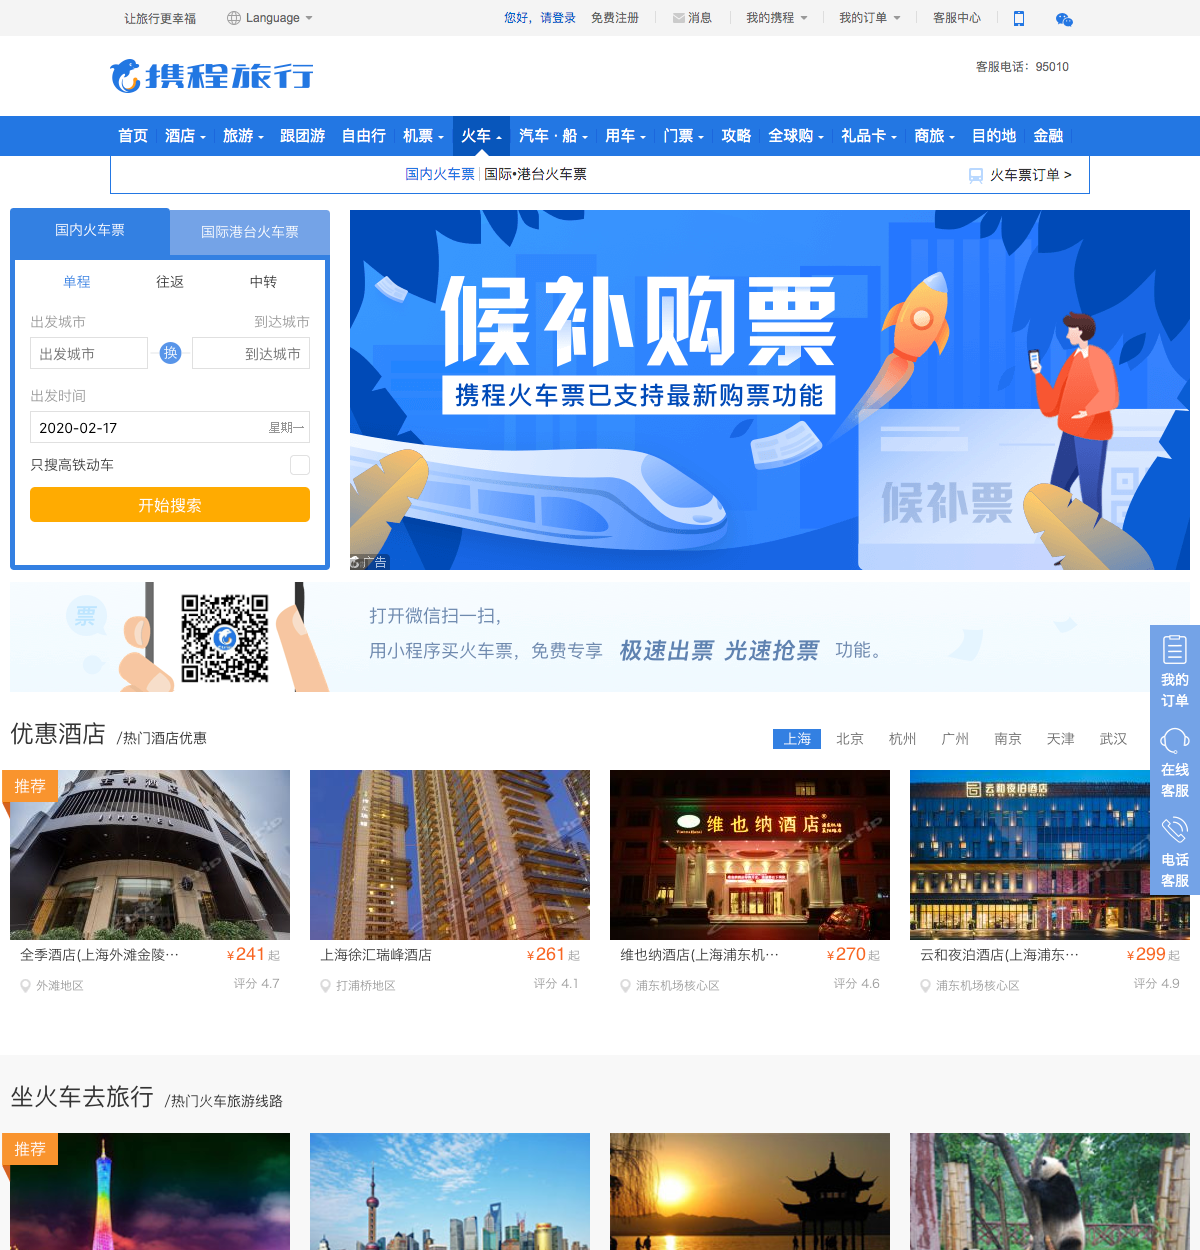 让旅行更幸福 Language 您好，请登录 免费注册 消息 我的携程 我的订单 客服中心
携程旅行
客服电话：95010
首页 酒店 旅游 跟团游 自由行 机票 火车 汽车·船 用车 门票 攻略 全球购 礼品卡 商旅 目的地 金融
国内火车票 国际•港台火车票 火车票订单 >
国内火车票 国际港台火车票
单程 往返 中转
出发城市 到达城市
出发城市 换 到达城市
出发时间
2020-02-17 星期一
只搜高铁动车
开始搜索
候补购票
携程火车票已支持最新购票功能
候补票
广告
票
打开微信扫一扫，
用小程序买火车票，免费专享 极速出票 光速抢票 功能。
我的
订单
在线
客服
电话
客服
优惠酒店 /热门酒店优惠 上海 北京 杭州 广州 南京 天津 武汉
推荐
JIHOTEL
维也纳酒店
云和夜泊酒店
全季酒店(上海外滩金陵… ¥241起
外滩地区 评分 4.7
上海徐汇瑞峰酒店 ¥261起
打浦桥地区 评分 4.1
维也纳酒店(上海浦东机… ¥270起
浦东机场核心区 评分 4.6
云和夜泊酒店(上海浦东… ¥299起
浦东机场核心区 评分 4.9
坐火车去旅行 /热门火车旅游线路
推荐